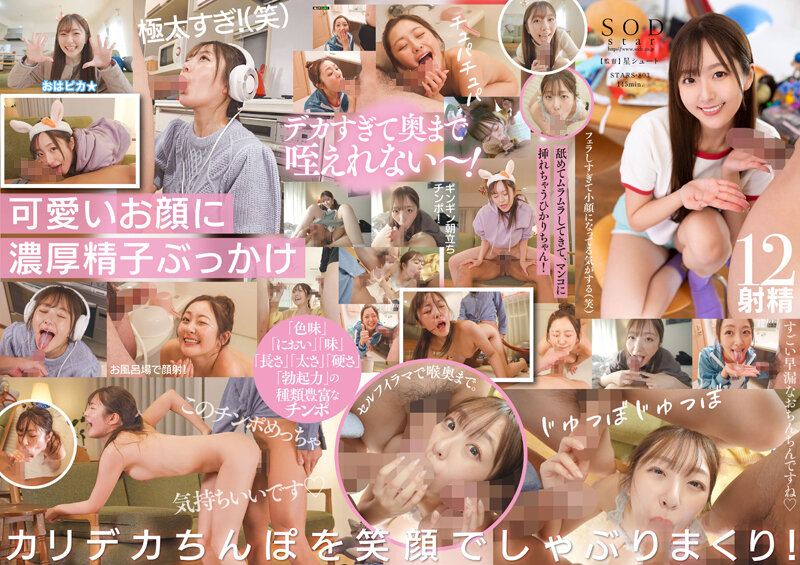 おはピカ★
極太すぎ!(笑)
チュパチュパ
デカすぎて奥まで
咥えれない〜!
可愛いお顔に
濃厚精子ぶっかけ
ギンギン朝立ち
チンポ!
舐めてムラムラしてきて、マンコに
挿れちゃうひかりちゃん!
SOD
star
【監督】星シュート
STARS-803
145min.
フェラしすぎて小顔になってる気がする(笑)
12
射精
お風呂場で顔射!
「色味」
「におい」「味」
「長さ」「太さ」「硬さ」
「勃起力」の
種類豊富な
チンポ
セルフイラマで喉奥まで。
じゅっぽじゅっぽ
すごい早漏なおちんちんですね♡
このチンポめっちゃ
気持ちいいです♡
カリデカちんぽを笑顔でしゃぶりまくり!